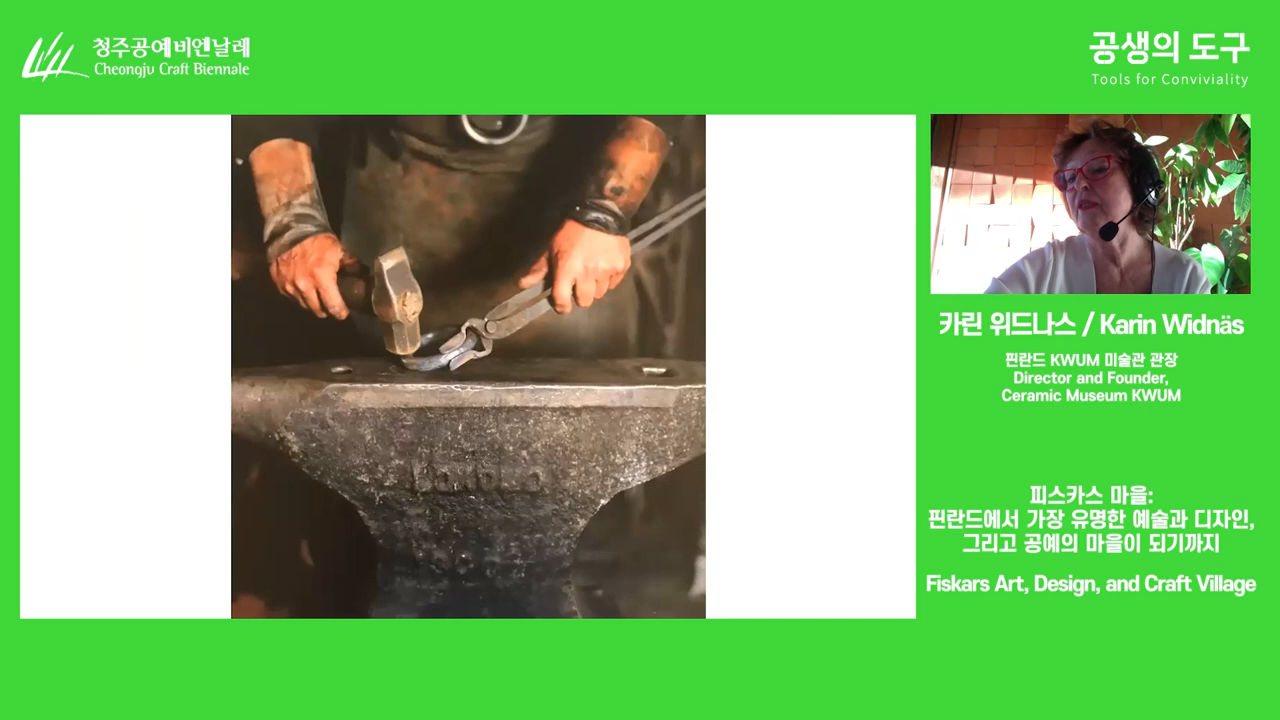 청주공예비엔날레
Cheongju Craft Biennale
공생의 도구
Tools for Conviviality
카린 위드나스 / Karin Widnäs
핀란드 KWUM 미술관 관장
Director and Founder,
Ceramic Museum KWUM
피스카스 마을:
핀란드에서 가장 유명한 예술과 디자인,
그리고 공예의 마을이 되기까지
Fiskars Art, Design, and Craft Village